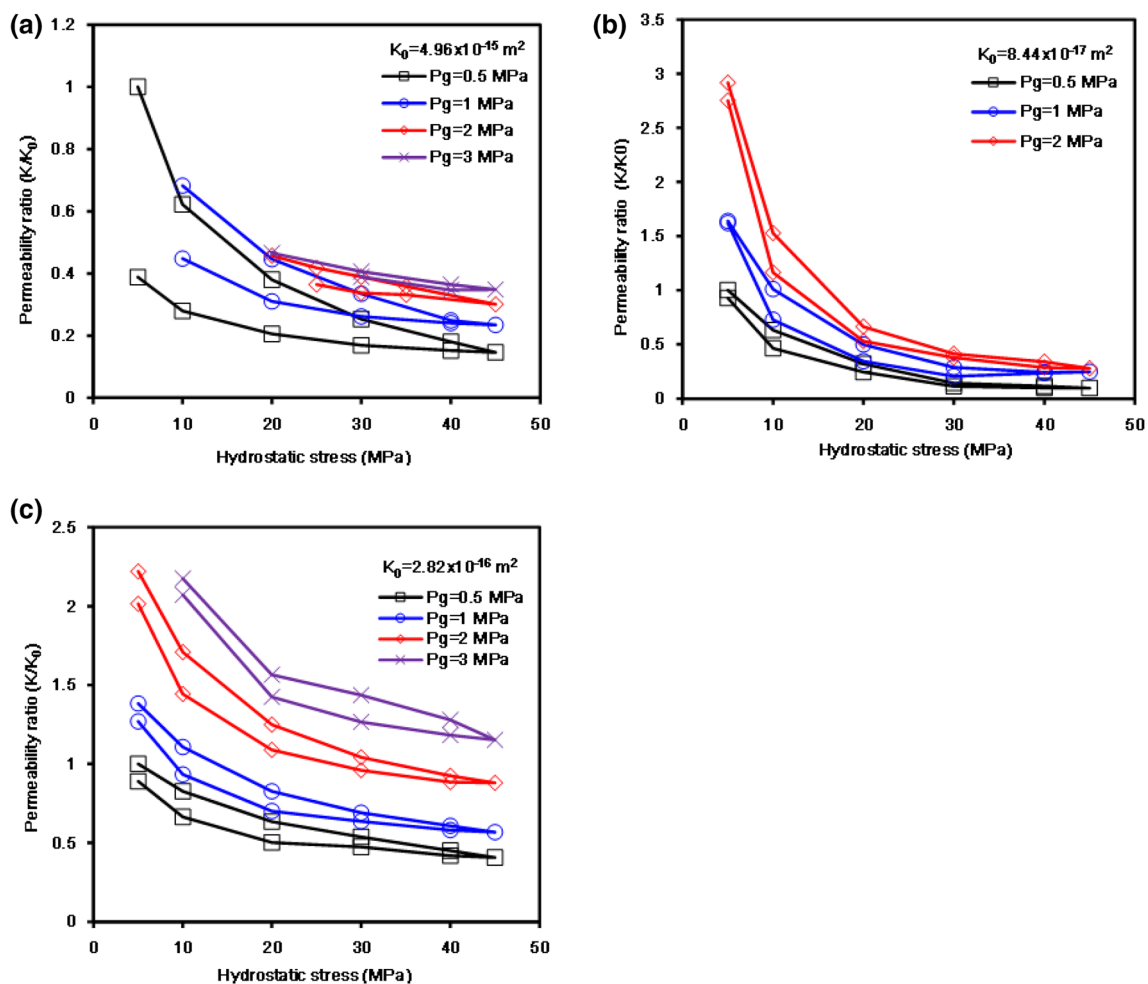 (a)
K₀=4.96x10⁻¹⁵ m²
Pg=0.5 MPa
Pg=1 MPa
Pg=2 MPa
Pg=3 MPa
Permeability ratio (K/K₀)
1.2
1
0.8
0.6
0.4
0.2
0
0 10 20 30 40 50
Hydrostatic stress (MPa)
(b)
K₀=8.44x10⁻¹⁷ m²
Pg=0.5 MPa
Pg=1 MPa
Pg=2 MPa
Permeability ratio (K/K0)
3.5
3
2.5
2
1.5
1
0.5
0
0 10 20 30 40 50
Hydrostatic stress (MPa)
(c)
K₀=2.82x10⁻¹⁶ m²
Pg=0.5 MPa
Pg=1 MPa
Pg=2 MPa
Pg=3 MPa
Permeability ratio (K/K₀)
2.5
2
1.5
1
0.5
0
0 10 20 30 40 50
Hydrostatic stress (MPa)